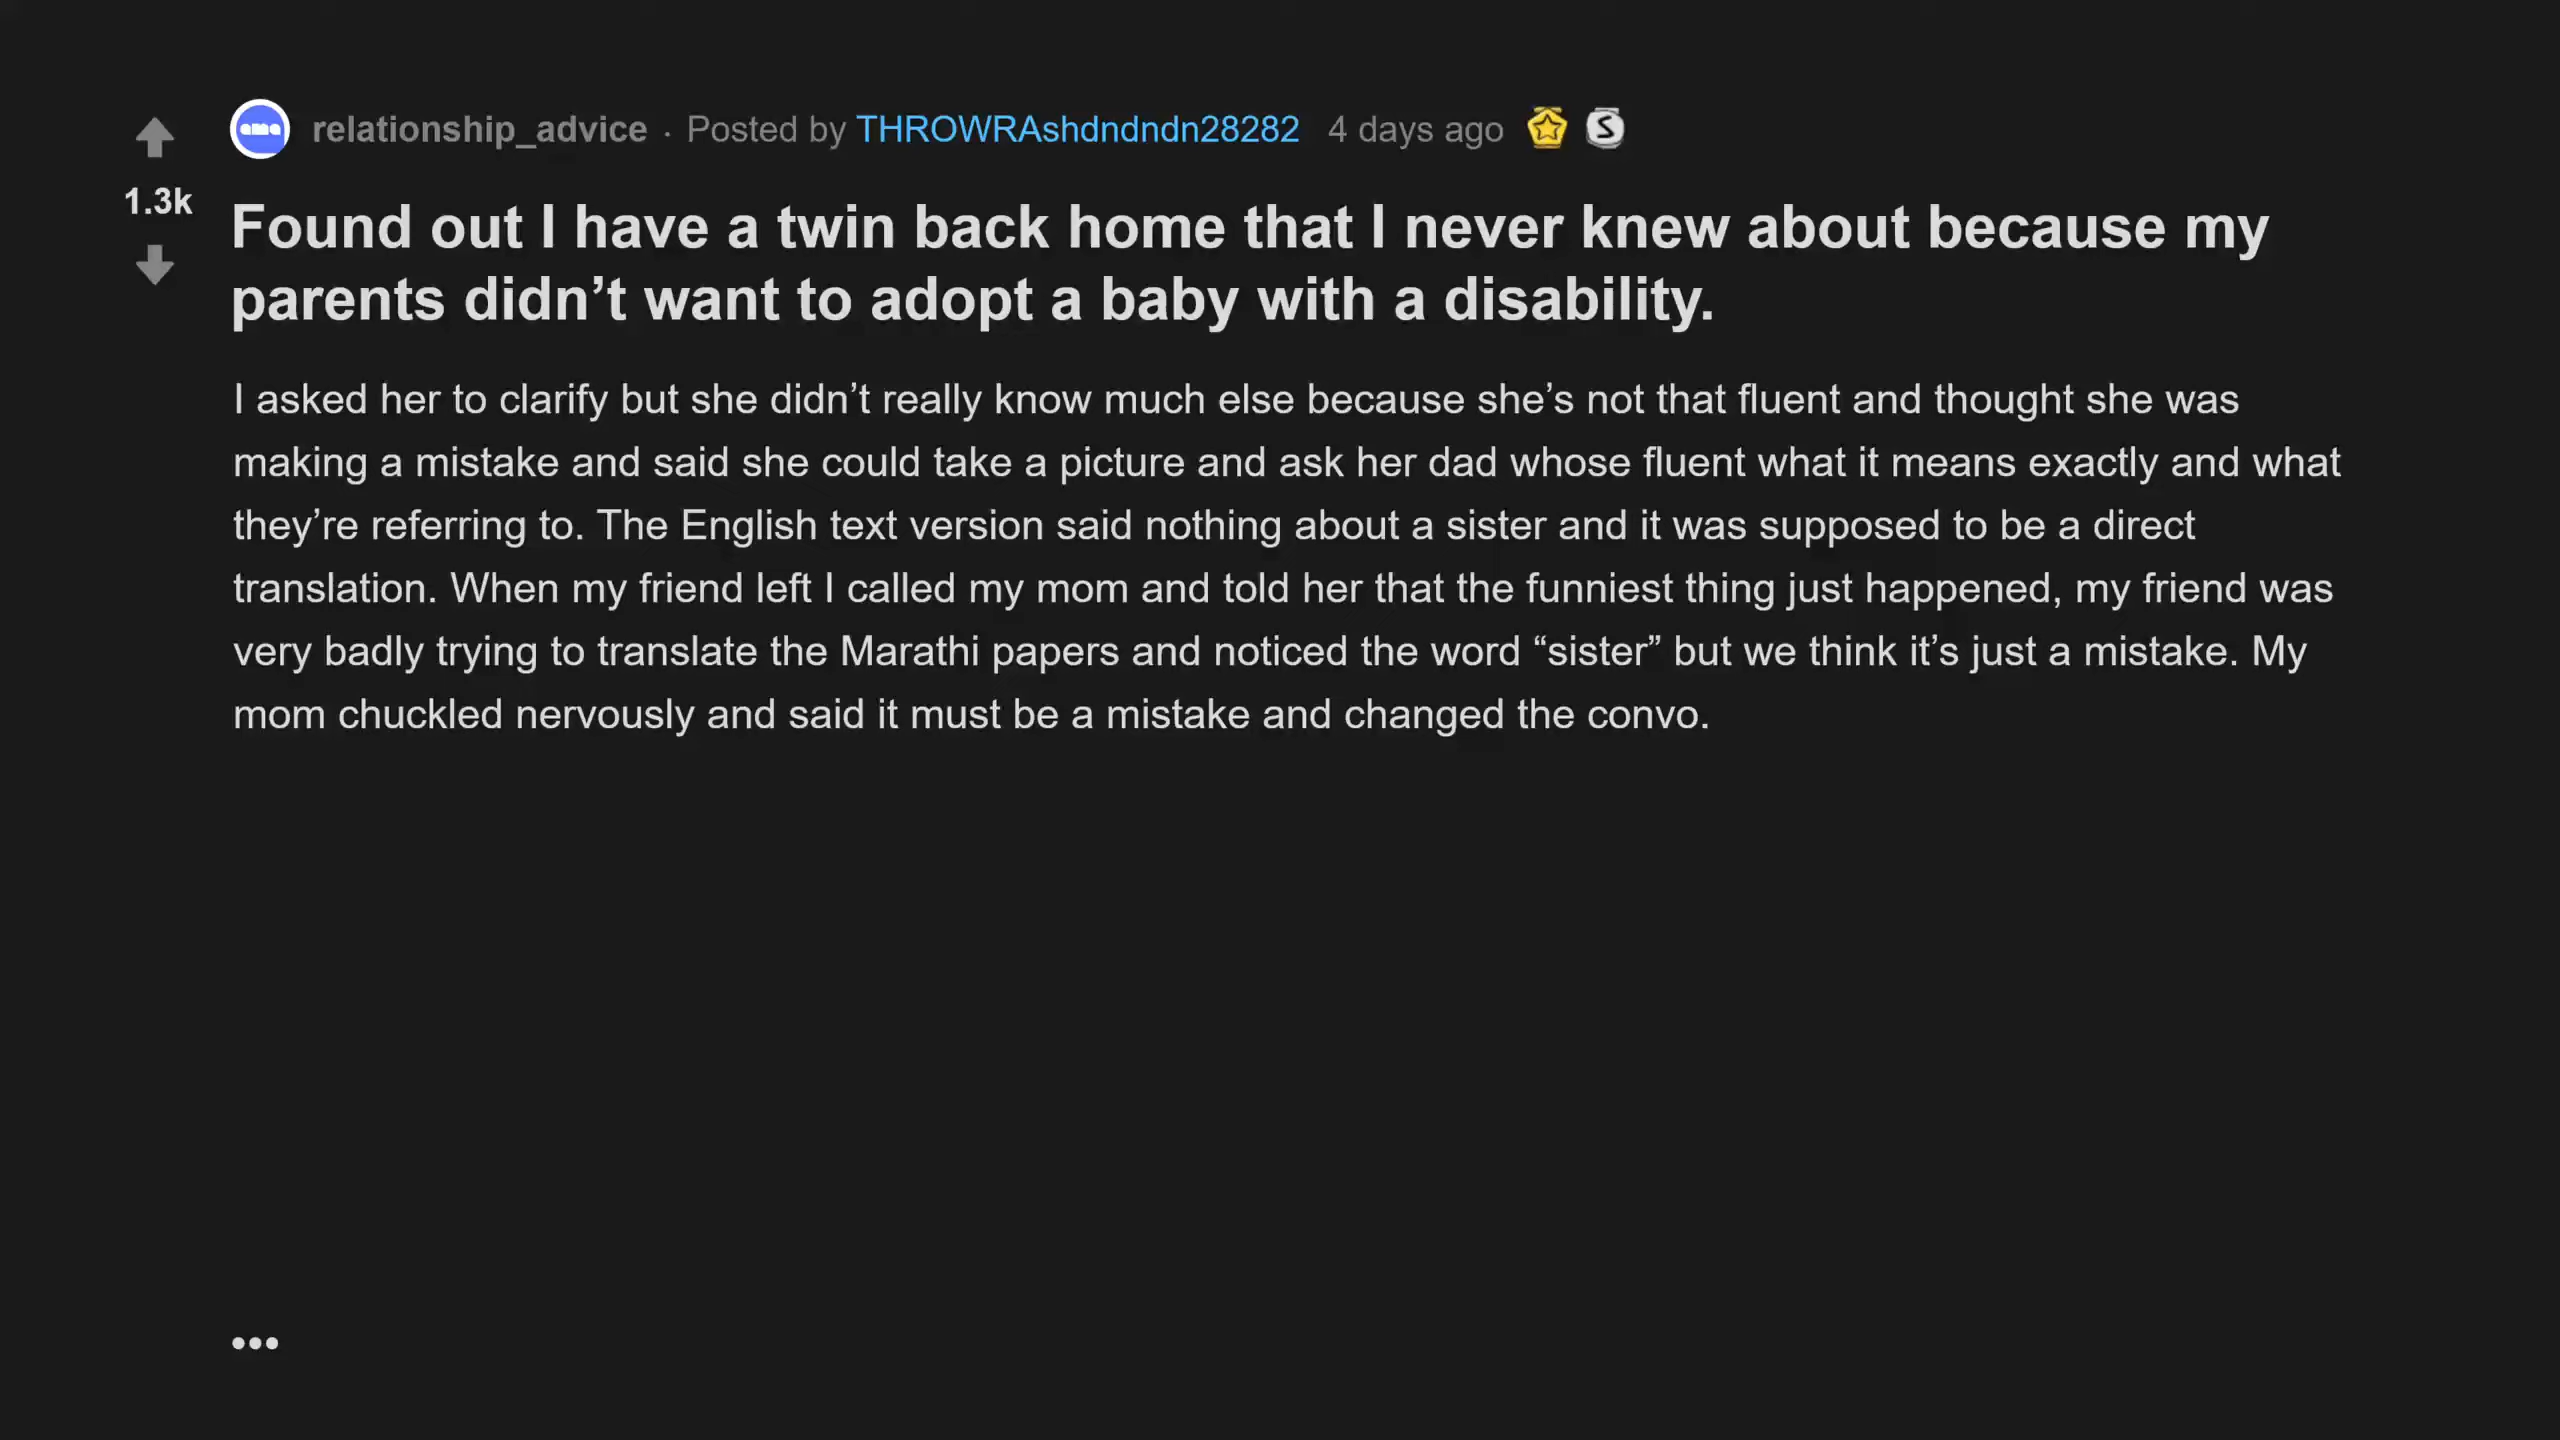 relationship_advice · Posted by THROWRAshdndndn28282 4 days ago
1.3k
Found out I have a twin back home that I never knew about because my
parents didn’t want to adopt a baby with a disability.
I asked her to clarify but she didn’t really know much else because she’s not that fluent and thought she was
making a mistake and said she could take a picture and ask her dad whose fluent what it means exactly and what
they’re referring to. The English text version said nothing about a sister and it was supposed to be a direct
translation. When my friend left I called my mom and told her that the funniest thing just happened, my friend was
very badly trying to translate the Marathi papers and noticed the word “sister” but we think it’s just a mistake. My
mom chuckled nervously and said it must be a mistake and changed the convo.
•••